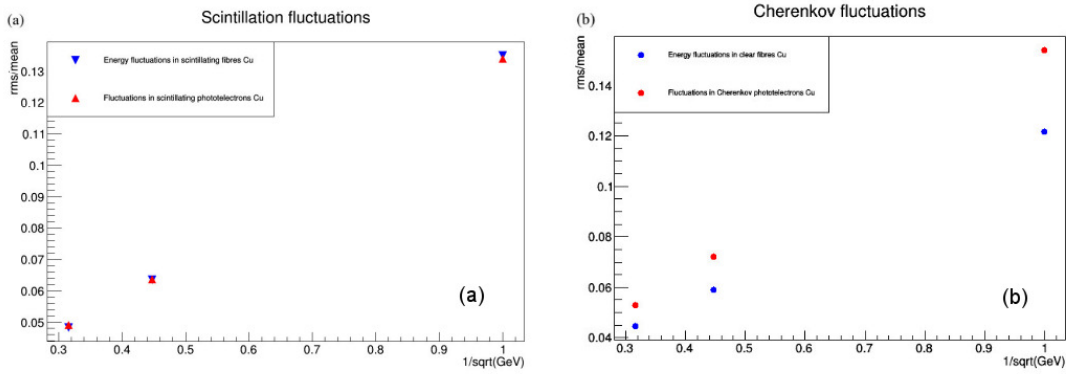 (a)
Scintillation fluctuations
rms/mean
Energy fluctuations in scintillating fibres Cu
Fluctuations in scintillating phototelectrons Cu
0.13
0.12
0.11
0.1
0.09
0.08
0.07
0.06
0.05
(a)
0.3 0.4 0.5 0.6 0.7 0.8 0.9 1
1/sqrt(GeV)
(b)
Cherenkov fluctuations
rms/mean
Energy fluctuations in clear fibres Cu
Fluctuations in Cherenkov phototelectrons Cu
0.14
0.12
0.1
0.08
0.06
0.04
(b)
0.3 0.4 0.5 0.6 0.7 0.8 0.9 1
1/sqrt(GeV)